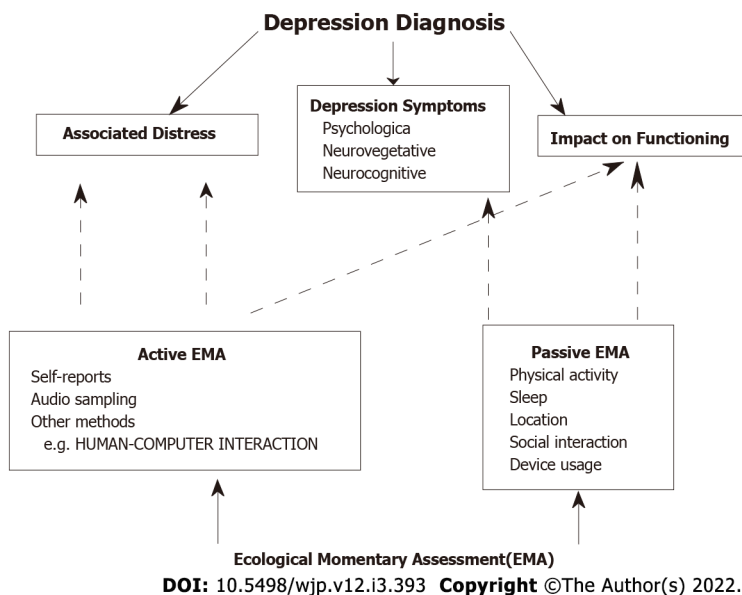 Depression Diagnosis
Associated Distress
Depression Symptoms
Psychologica
Neurovegetative
Neurocognitive
Impact on Functioning
Active EMA
Self-reports
Audio sampling
Other methods
e.g. HUMAN-COMPUTER INTERACTION
Passive EMA
Physical activity
Sleep
Location
Social interaction
Device usage
Ecological Momentary Assessment(EMA)
DOI: 10.5498/wjp.v12.i3.393 Copyright ©The Author(s) 2022.